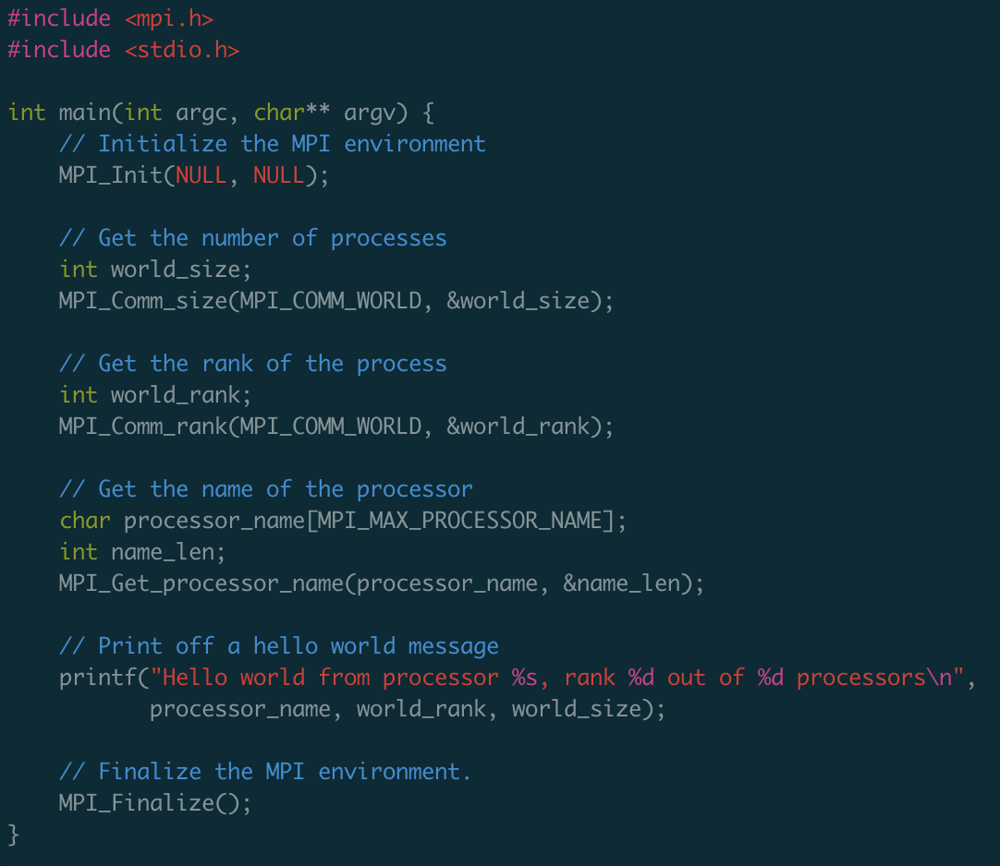 #include <mpi.h>
#include <stdio.h>

int main(int argc, char** argv) {
    // Initialize the MPI environment
    MPI_Init(NULL, NULL);

    // Get the number of processes
    int world_size;
    MPI_Comm_size(MPI_COMM_WORLD, &world_size);

    // Get the rank of the process
    int world_rank;
    MPI_Comm_rank(MPI_COMM_WORLD, &world_rank);

    // Get the name of the processor
    char processor_name[MPI_MAX_PROCESSOR_NAME];
    int name_len;
    MPI_Get_processor_name(processor_name, &name_len);

    // Print off a hello world message
    printf("Hello world from processor %s, rank %d out of %d processors\n",
           processor_name, world_rank, world_size);

    // Finalize the MPI environment.
    MPI_Finalize();
}